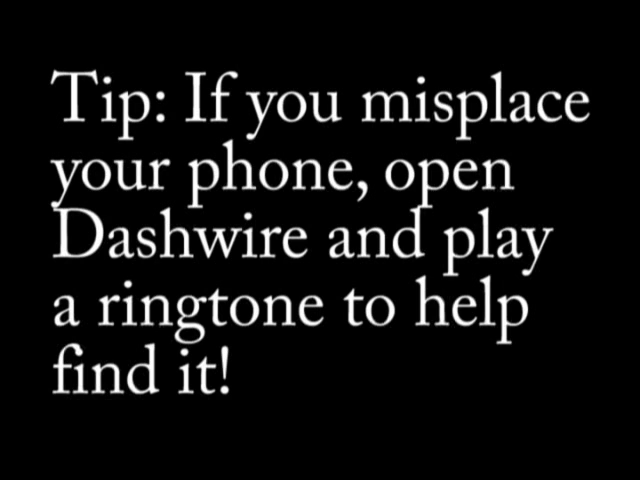 Tip: If you misplace
your phone, open
Dashwire and play
a ringtone to help
find it!